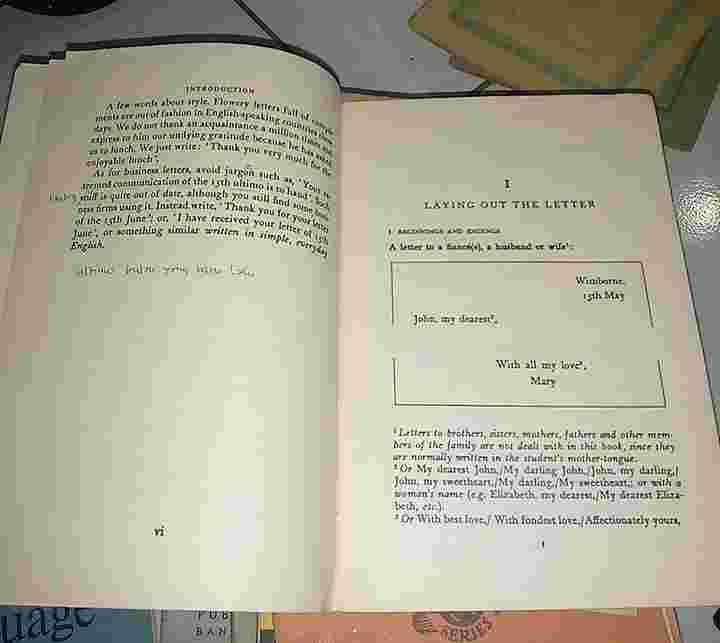 INTRODUCTION
A few words about style. Flowery letters full of
ments are out of fashion in English-speaking countries
days. We do not thank an acquaintance a million times
express to him our undying gratitude because he has asked
us to lunch. We just write: 'Thank you very much for the
enjoyable lunch'.
As for business letters, avoid jargon such as, 'Your
communication of the 15th ultimo is to hand'. Such
stuff is quite out of date, although you still find some
ness firms using it. Instead write, 'Thank you for your letter
of the 15th June'; or, 'I have received your letter of 15th
June', or something similar written in simple, everyday
English.
vi
I
LAYING OUT THE LETTER
1 BEGINNINGS AND ENDINGS
A letter to a fiancé(e), a husband or wife¹:
Wimborne,
15th May
John, my dearest²,
With all my love³,
Mary
¹ Letters to brothers, sisters, mothers, fathers and other mem-
bers of the family are not dealt with in this book, since they
are normally written in the student's mother-tongue.
² Or My dearest John,/My darling John,/John, my darling,/
John, my sweetheart,/My darling,/My sweetheart,; or with a
woman's name (e.g. Elizabeth, my dearest,/My dearest Eliza-
beth, etc.).
³ Or With best love,/ With fondest love,/Affectionately yours,
1
uage
PUB
BAN
SERIES